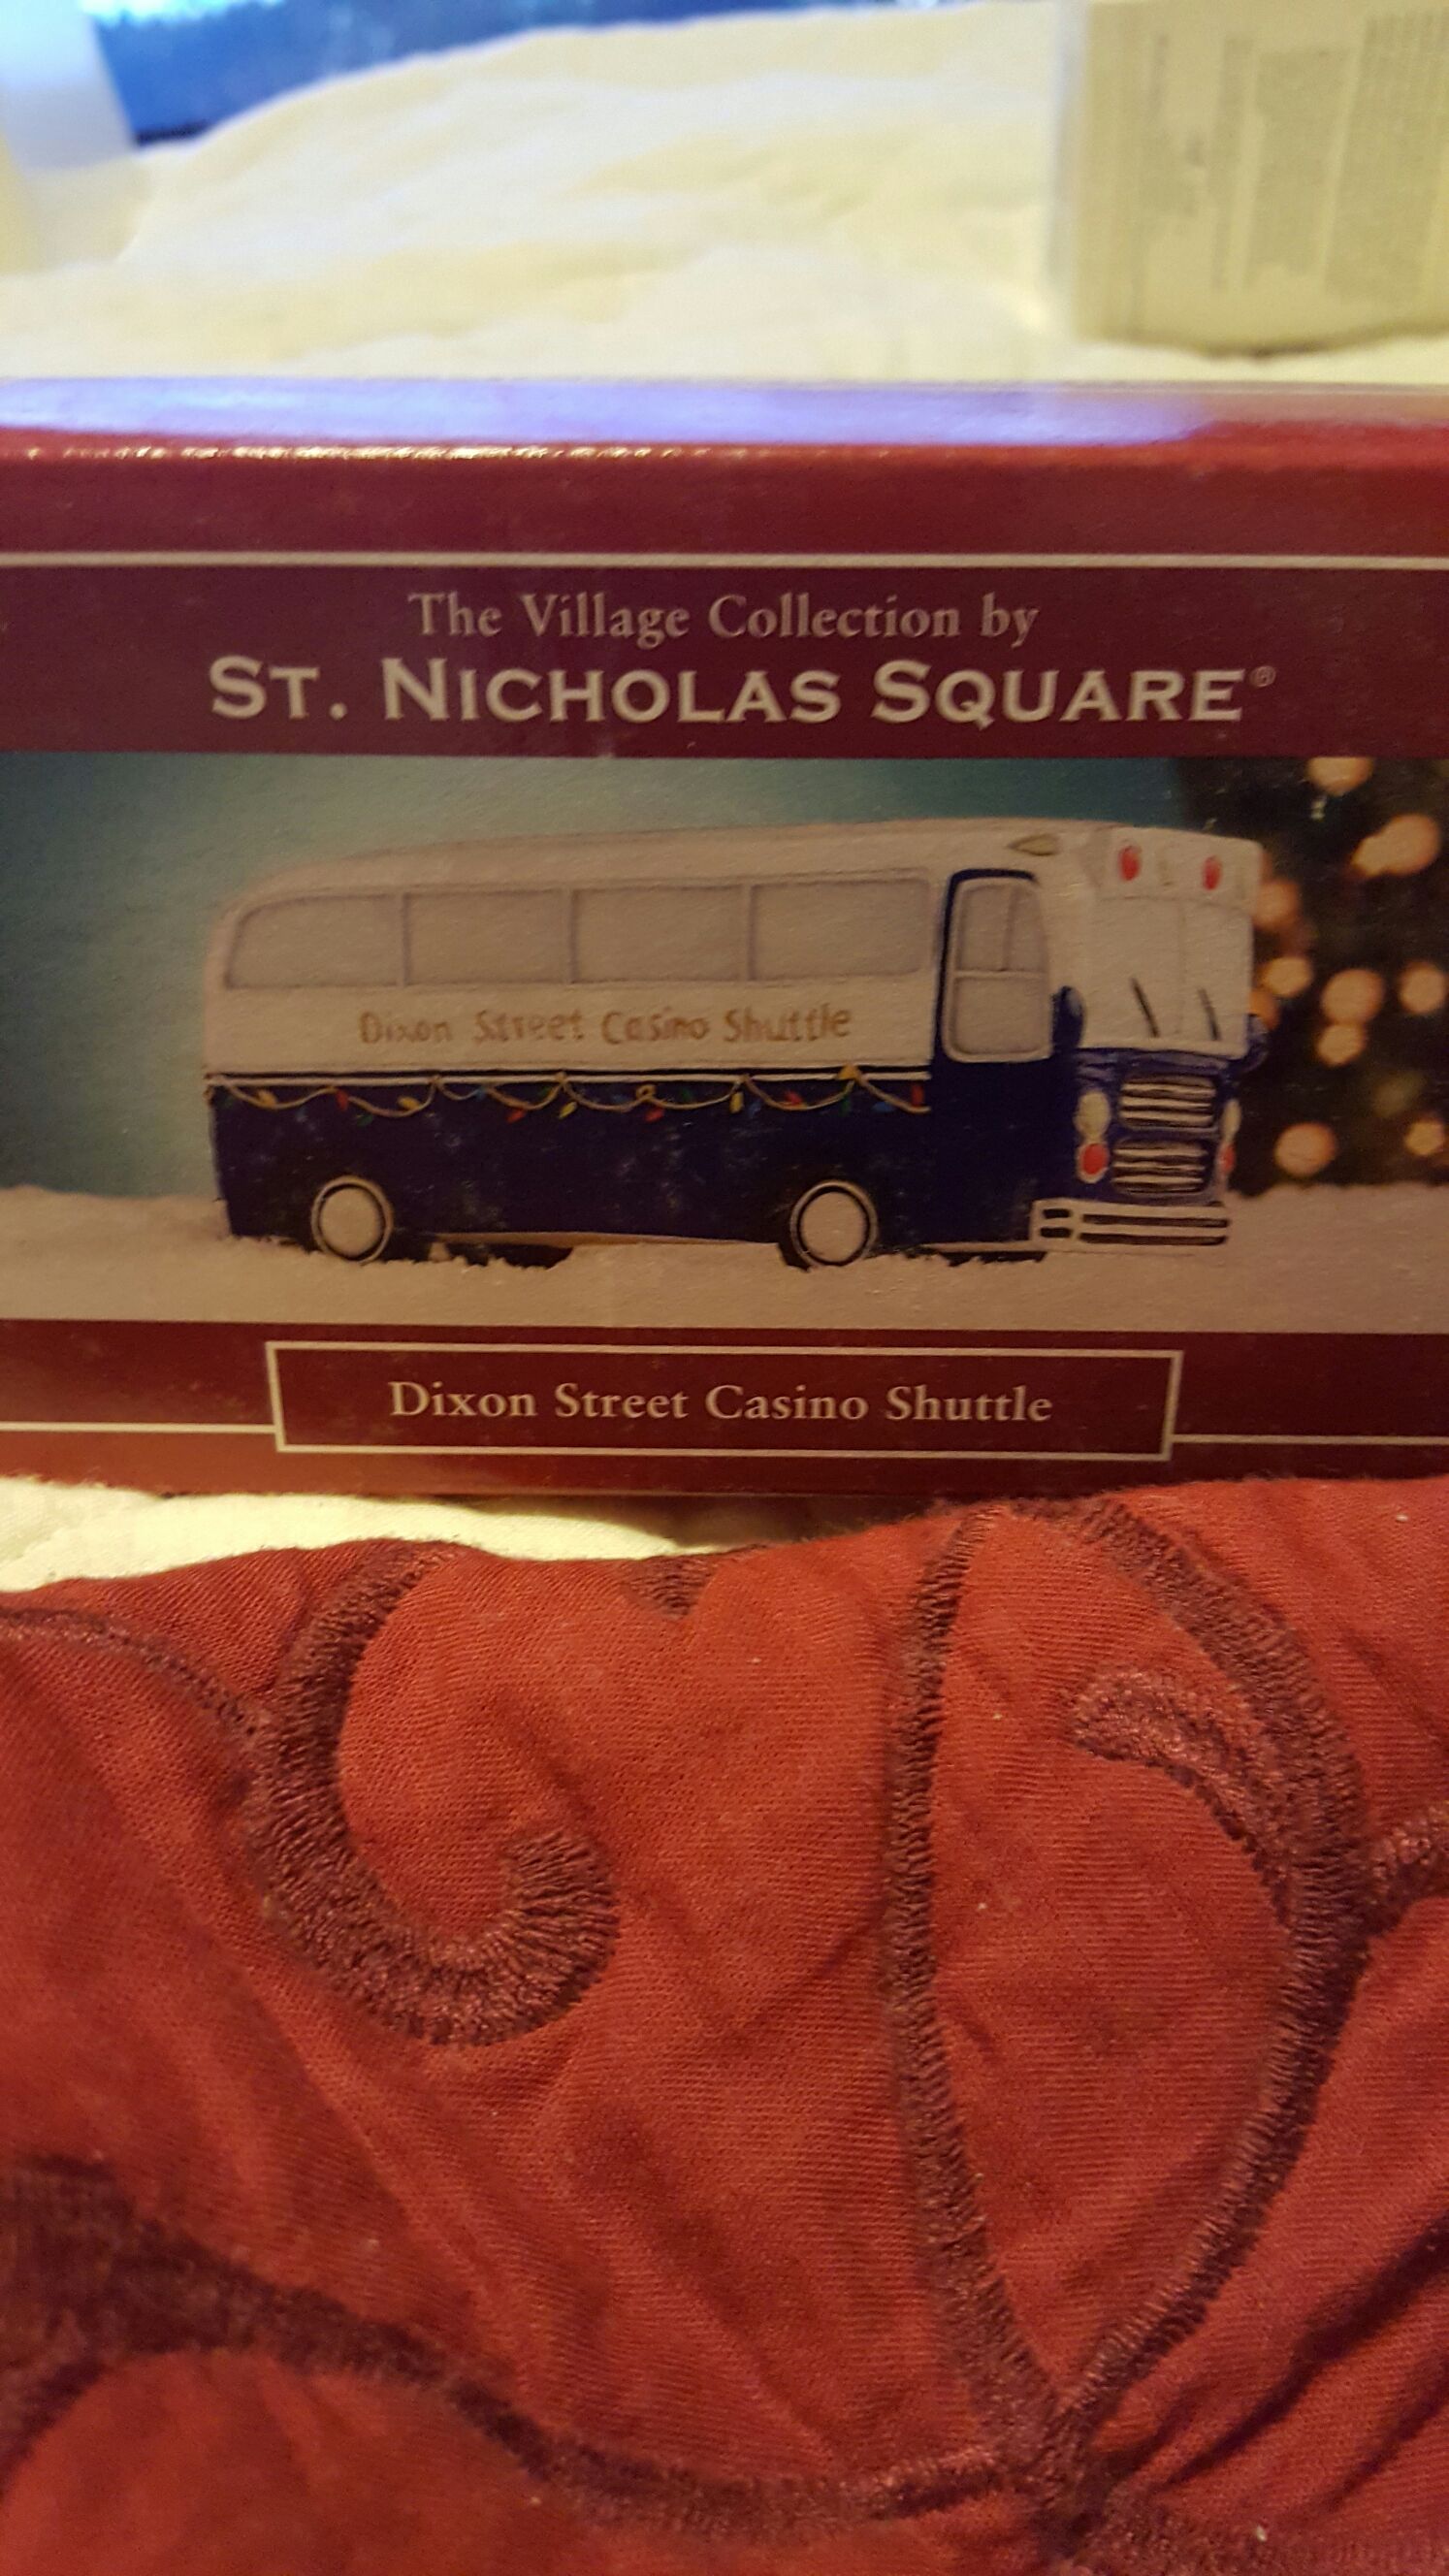 The Village Collection by
ST. NICHOLAS SQUARE®
Dixon Street Casino Shuttle
Dixon Street Casino Shuttle